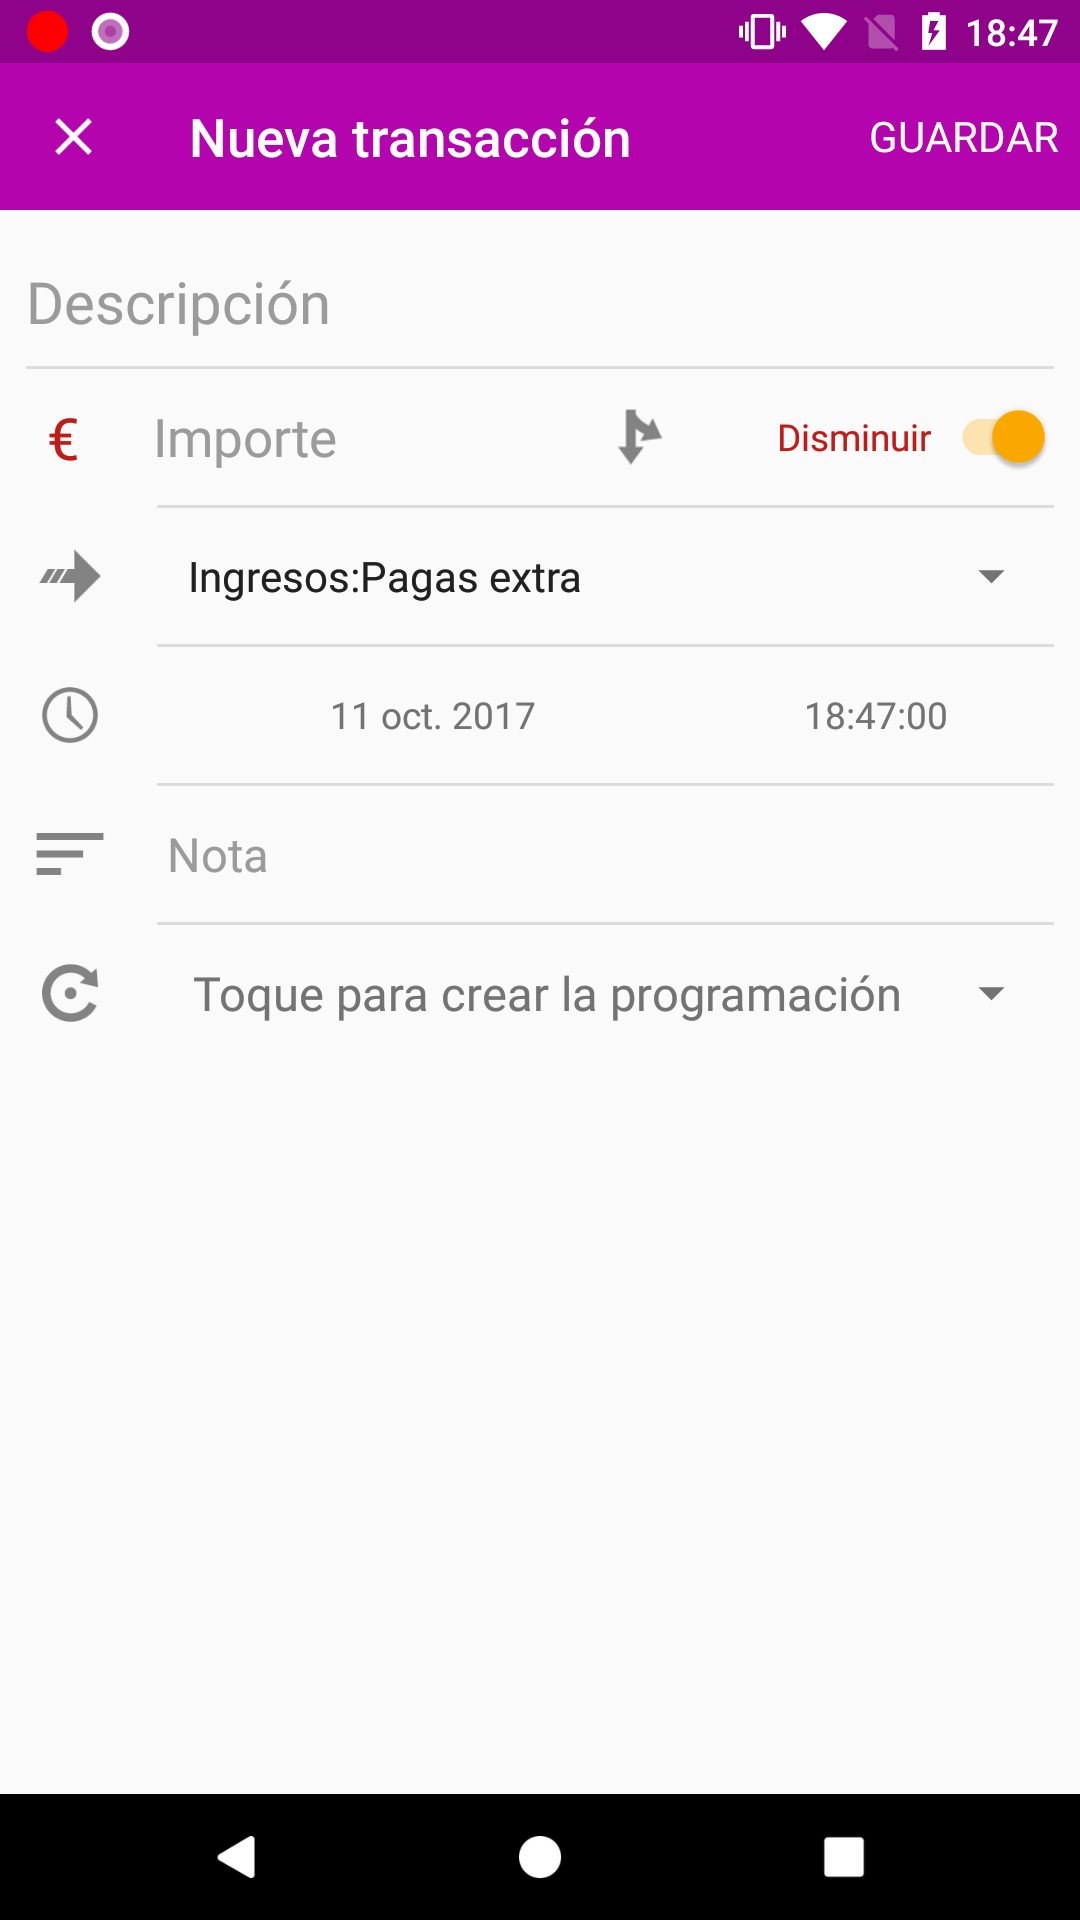 18:47
Nueva transacción
GUARDAR
Descripción
€ Importe Disminuir
Ingresos:Pagas extra
11 oct. 2017 18:47:00
Nota
Toque para crear la programación